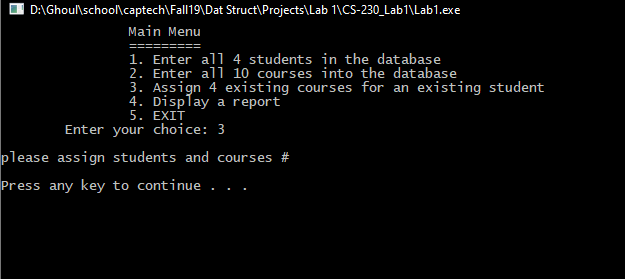 D:\Ghoul\school\captech\Fall19\Dat Struct\Projects\Lab 1\CS-230_Lab1\Lab1.exe
Main Menu
=========
1. Enter all 4 students in the database
2. Enter all 10 courses into the database
3. Assign 4 existing courses for an existing student
4. Display a report
5. EXIT
Enter your choice: 3
please assign students and courses #
Press any key to continue . . .